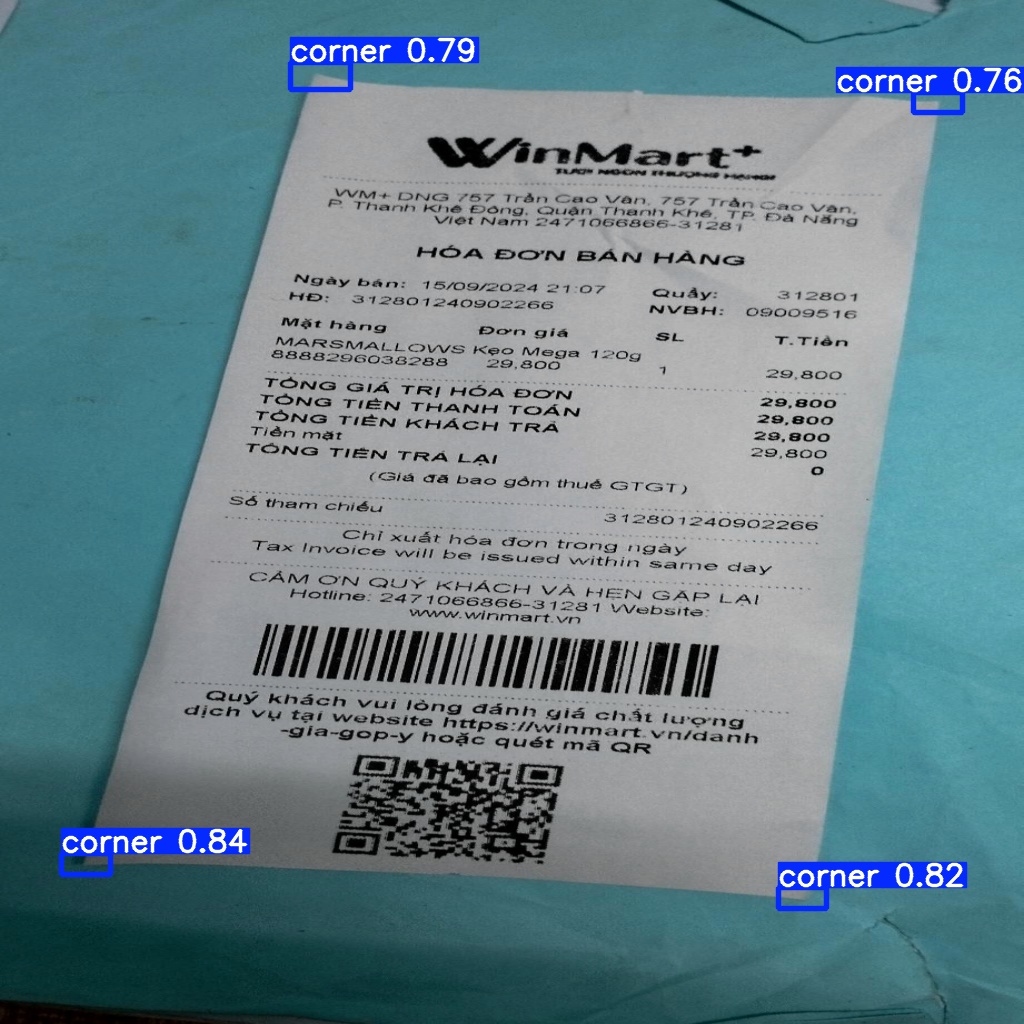 corner 0.79
corner 0.76
WinMart+
TƯƠI NGON THƯỢNG HẠNG!
WM+ DNG 757 Trần Cao Vân, 757 Trần Cao Vân,
P. Thanh Khê Đông, Quận Thanh Khê, TP. Đà Nẵng
Việt Nam 2471066866-31281
HÓA ĐƠN BÁN HÀNG
Ngày bán: 15/09/2024 21:07 Quầy: 312801
HĐ: 312801240902266 NVBH: 09009516
Mặt hàng Đơn giá SL T.Tiền
MARSMALLOWS Kẹo Mega 120g
8888296038288 29,800 1 29,800
TỔNG GIÁ TRỊ HÓA ĐƠN 29,800
TỔNG TIỀN THANH TOÁN 29,800
TỔNG TIỀN KHÁCH TRẢ 29,800
Tiền mặt 29,800
TỔNG TIỀN TRẢ LẠI 0
(Giá đã bao gồm thuế GTGT)
Số tham chiếu 312801240902266
Chỉ xuất hóa đơn trong ngày
Tax Invoice will be issued within same day
CẢM ƠN QUÝ KHÁCH VÀ HẸN GẶP LẠI
Hotline: 2471066866-31281 Website:
www.winmart.vn
Quý khách vui lòng đánh giá chất lượng
dịch vụ tại website https://winmart.vn/danh
-gia-gop-y hoặc quét mã QR
corner 0.84
corner 0.82